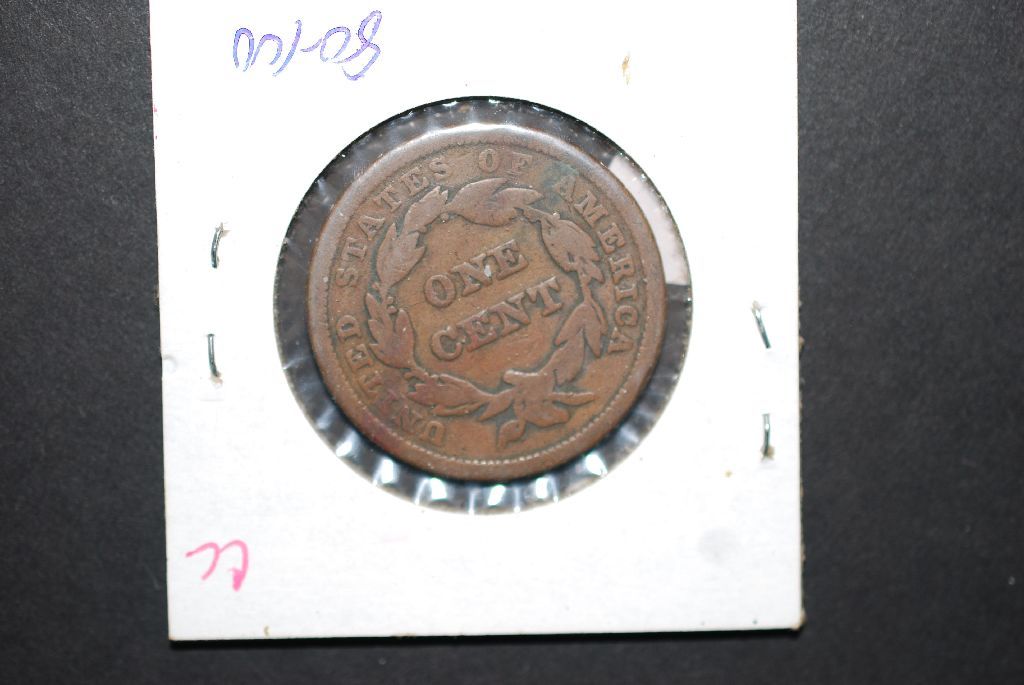 UNITED STATES OF AMERICA
ONE
CENT